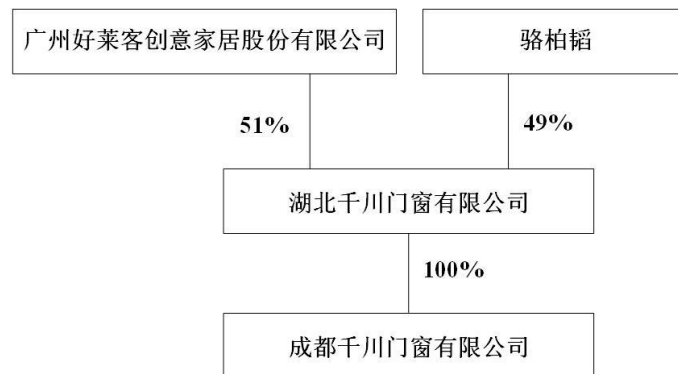 广州好莱客创意家居股份有限公司
骆柏韬
51%
49%
湖北千川门窗有限公司
100%
成都千川门窗有限公司